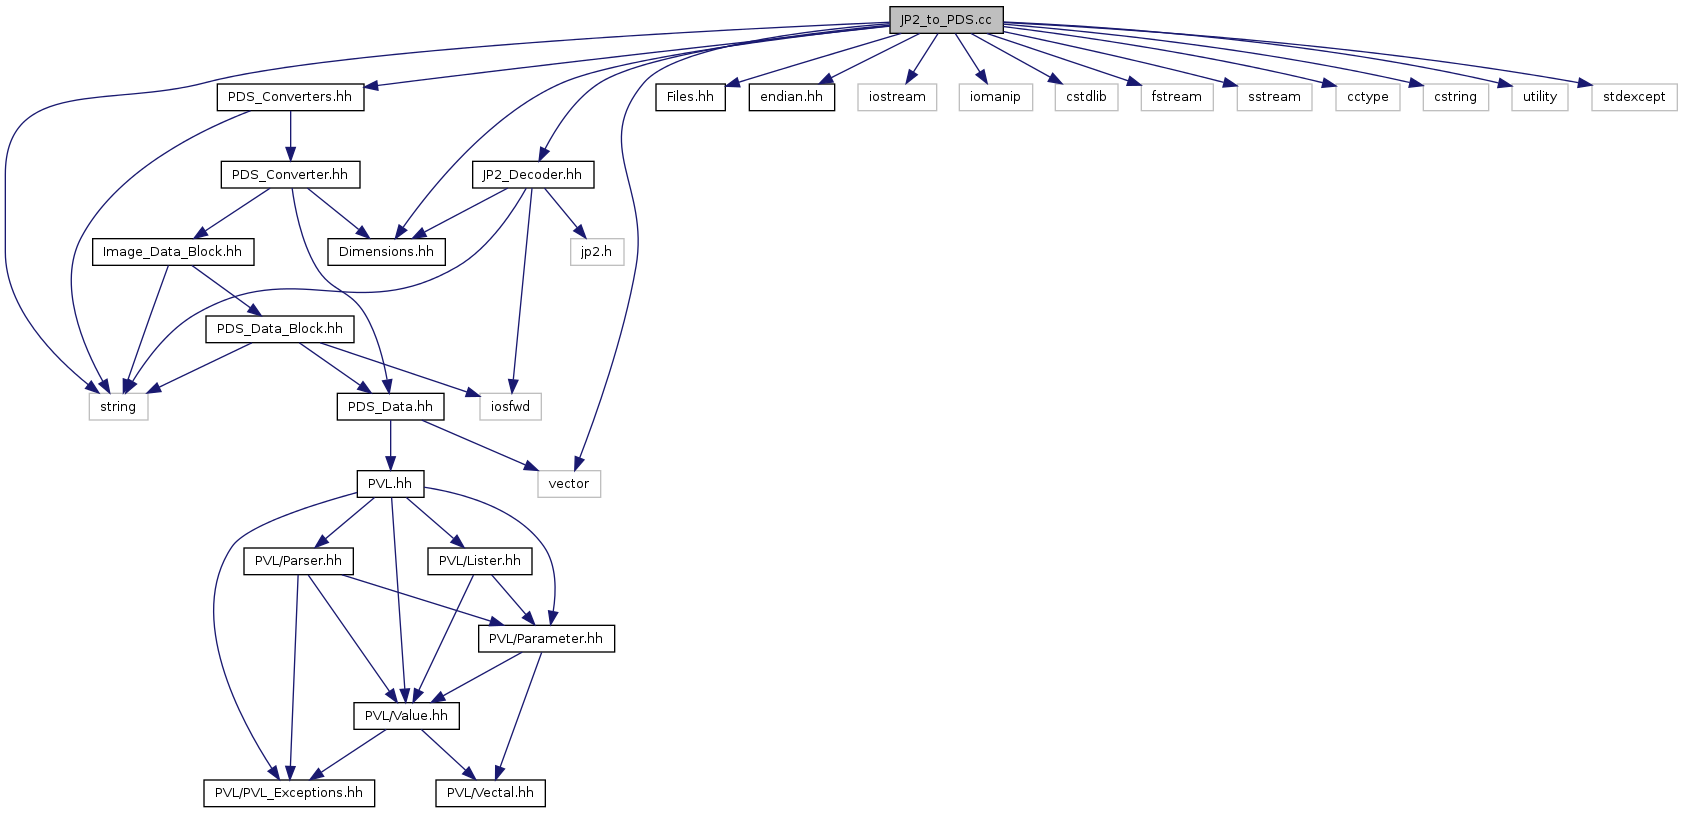 JP2_to_PDS.cc
PDS_Converters.hh
Files.hh
endian.hh
iostream
iomanip
cstdlib
fstream
sstream
cctype
cstring
utility
stdexcept
PDS_Converter.hh
JP2_Decoder.hh
Image_Data_Block.hh
Dimensions.hh
jp2.h
PDS_Data_Block.hh
string
PDS_Data.hh
iosfwd
PVL.hh
vector
PVL/Parser.hh
PVL/Lister.hh
PVL/Parameter.hh
PVL/Value.hh
PVL/PVL_Exceptions.hh
PVL/Vectal.hh